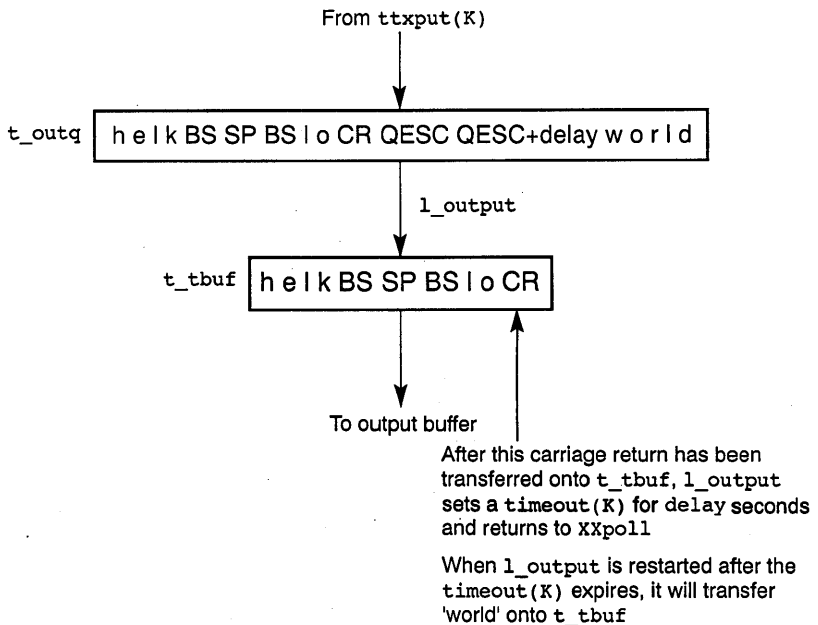 From ttxput(K)
t_outq
h e l k BS SP BS l o CR QESC QESC+delay w o r l d
l_output
t_tbuf
h e l k BS SP BS l o CR
To output buffer
After this carriage return has been
transferred onto t_tbuf, l_output
sets a timeout(K) for delay seconds
and returns to XXpoll
When l_output is restarted after the
timeout(K) expires, it will transfer
'world' onto t_tbuf